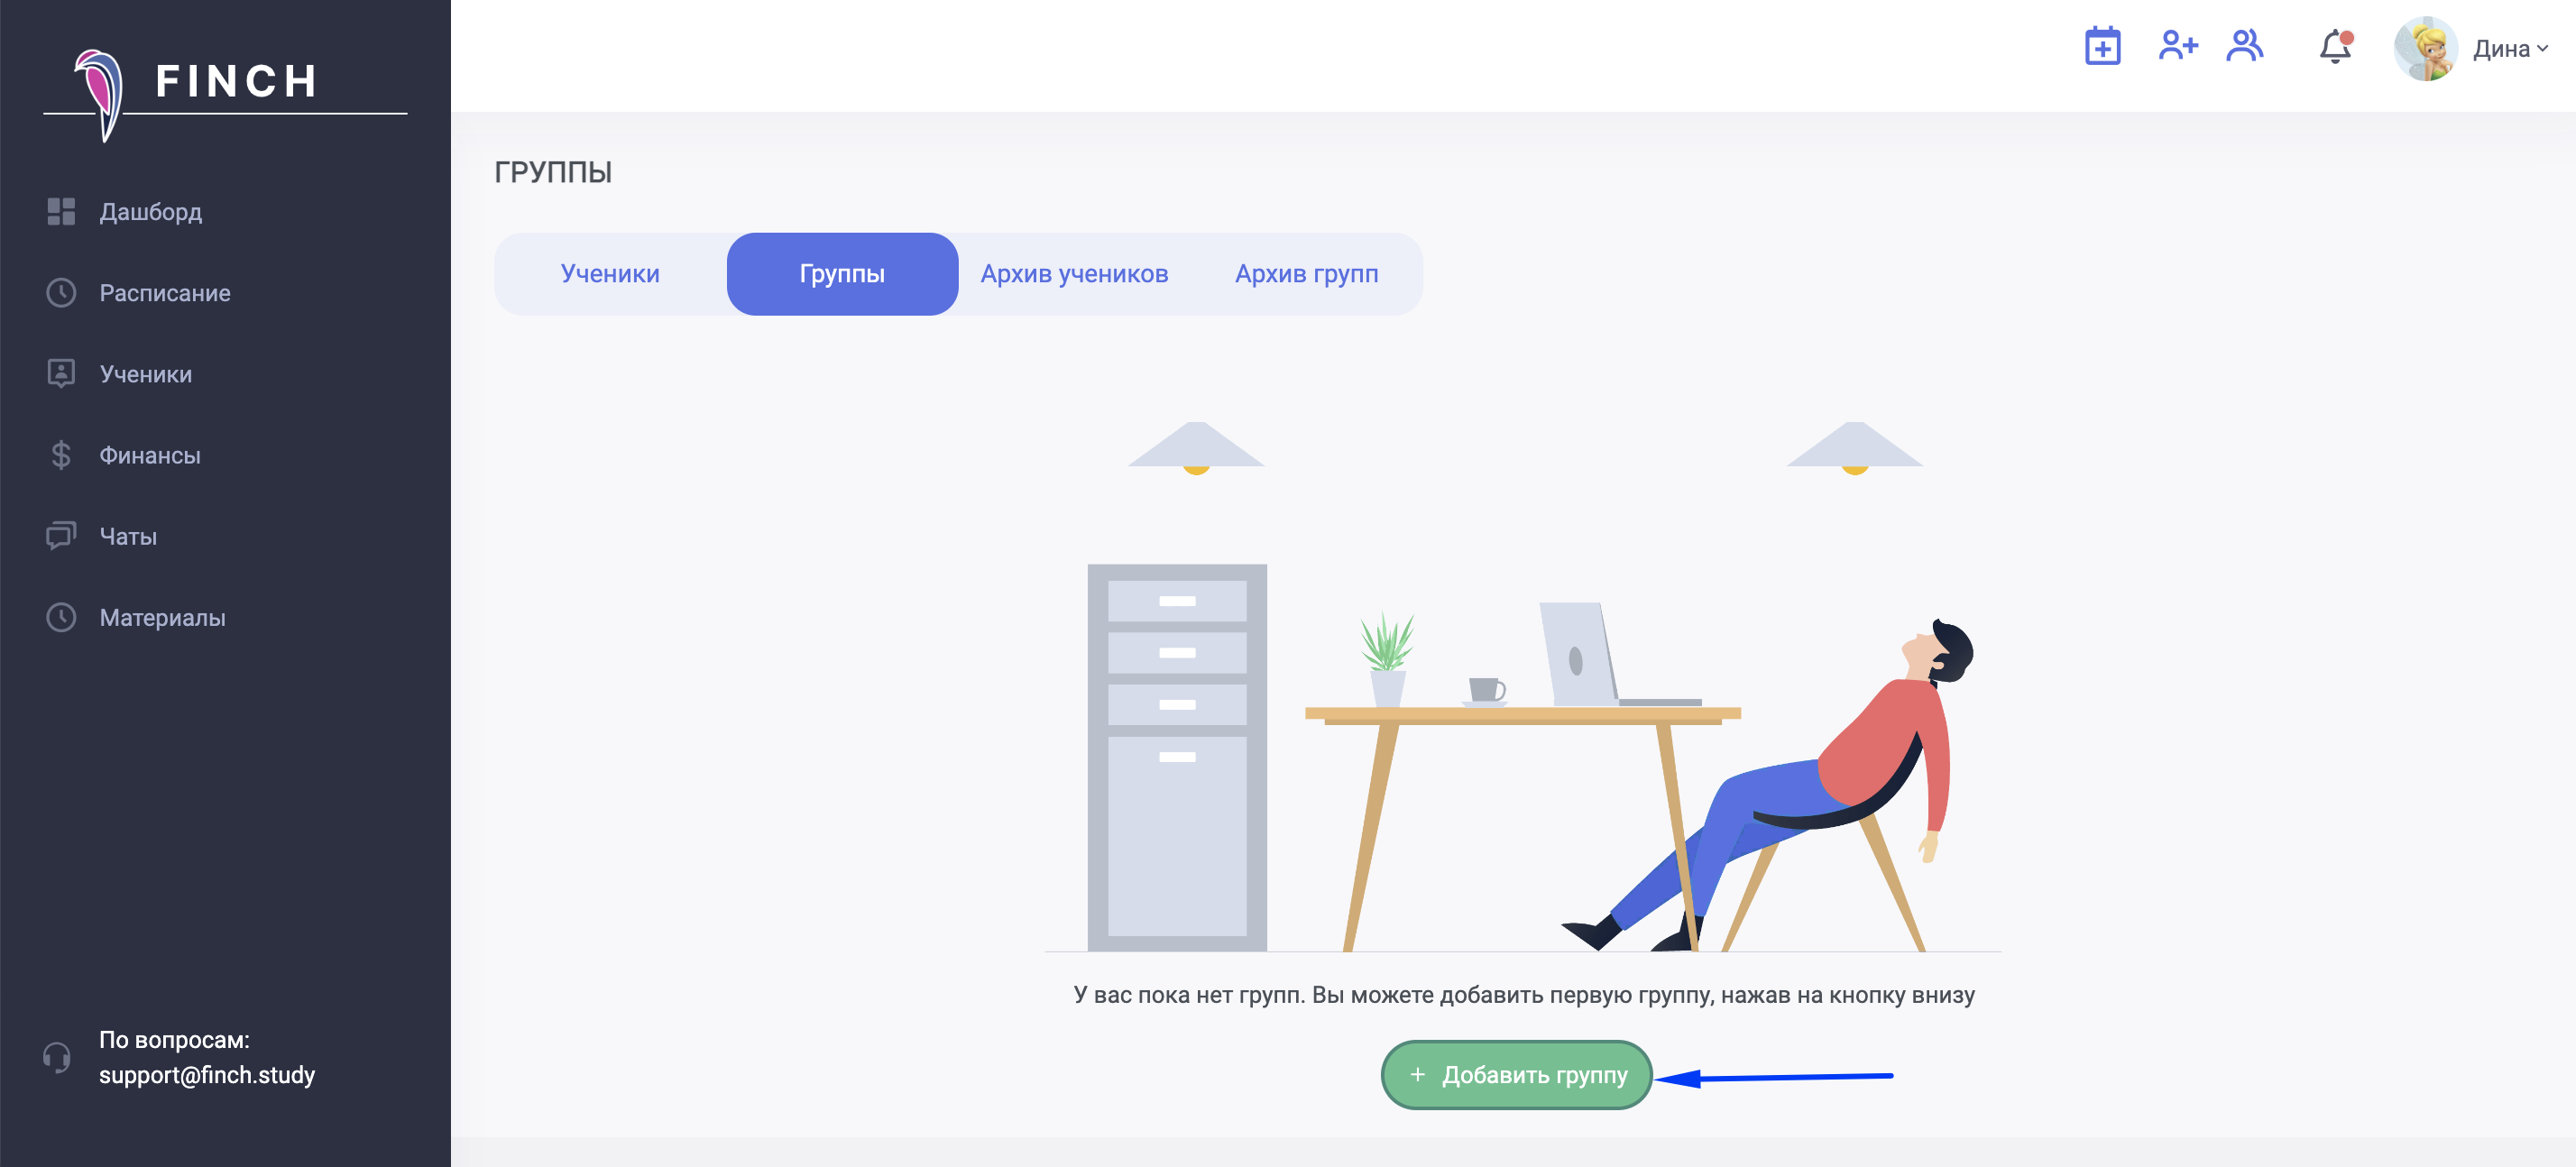 FINCH
Дашборд
Расписание
Ученики
Финансы
Чаты
Материалы
По вопросам:
support@finch.study
Дина
ГРУППЫ
Ученики Группы Архив учеников Архив групп
У вас пока нет групп. Вы можете добавить первую группу, нажав на кнопку внизу
+ Добавить группу